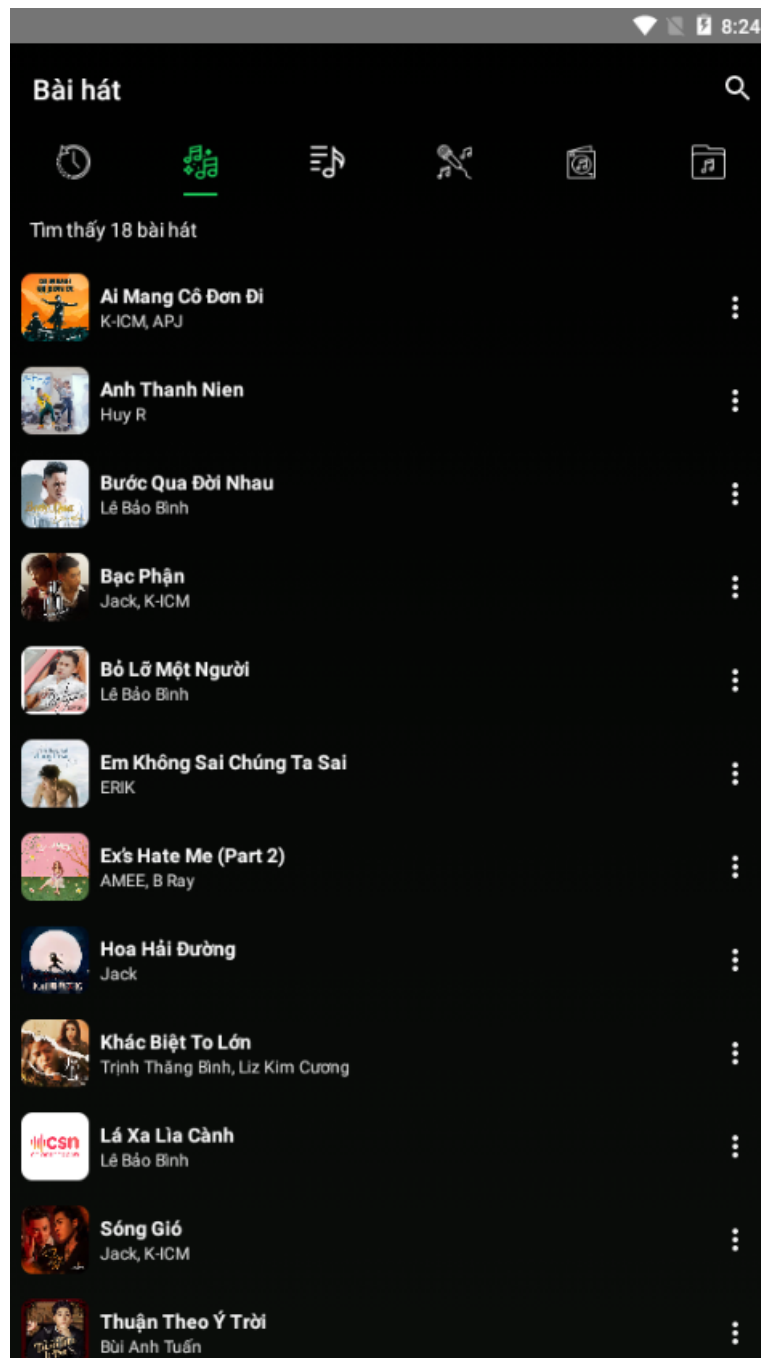 8:24
Bài hát
Tìm thấy 18 bài hát
Ai Mang Cô Đơn Đi
K-ICM, APJ
Anh Thanh Nien
Huy R
Bước Qua Đời Nhau
Lê Bảo Bình
Bạc Phận
Jack, K-ICM
Bỏ Lỡ Một Người
Lê Bảo Bình
Em Không Sai Chúng Ta Sai
ERIK
Ex's Hate Me (Part 2)
AMEE, B Ray
Hoa Hải Đường
Jack
Khác Biệt To Lớn
Trịnh Thăng Bình, Liz Kim Cương
csn
Lá Xa Lìa Cành
Lê Bảo Bình
Sóng Gió
Jack, K-ICM
Thuận Theo Ý Trời
Bùi Anh Tuấn